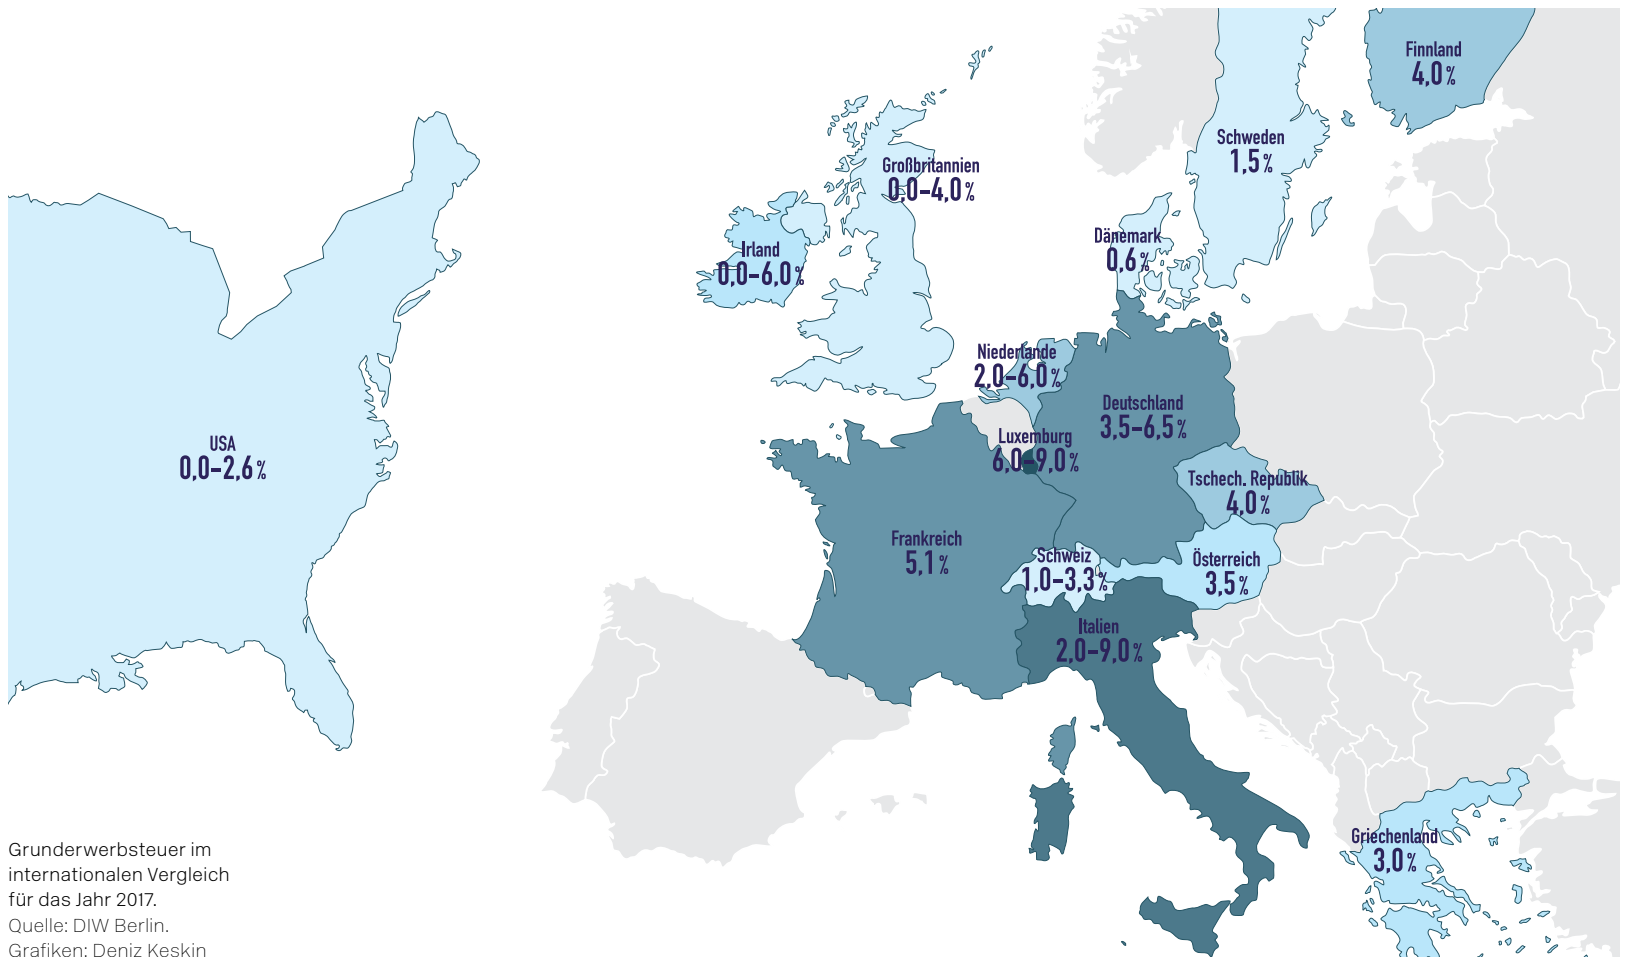 Finnland
4,0 %
Schweden
1,5 %
Großbritannien
0,0–4,0 %
Dänemark
0,6 %
Irland
0,0–6,0 %
Niederlande
2,0–6,0 %
Deutschland
3,5–6,5 %
Luxemburg
6,0–9,0 %
USA
0,0–2,6 %
Tschech. Republik
4,0 %
Frankreich
5,1 %
Schweiz
1,0–3,3 %
Österreich
3,5 %
Italien
2,0–9,0 %
Griechenland
3,0 %
Grunderwerbsteuer im
internationalen Vergleich
für das Jahr 2017.
Quelle: DIW Berlin.
Grafiken: Deniz Keskin